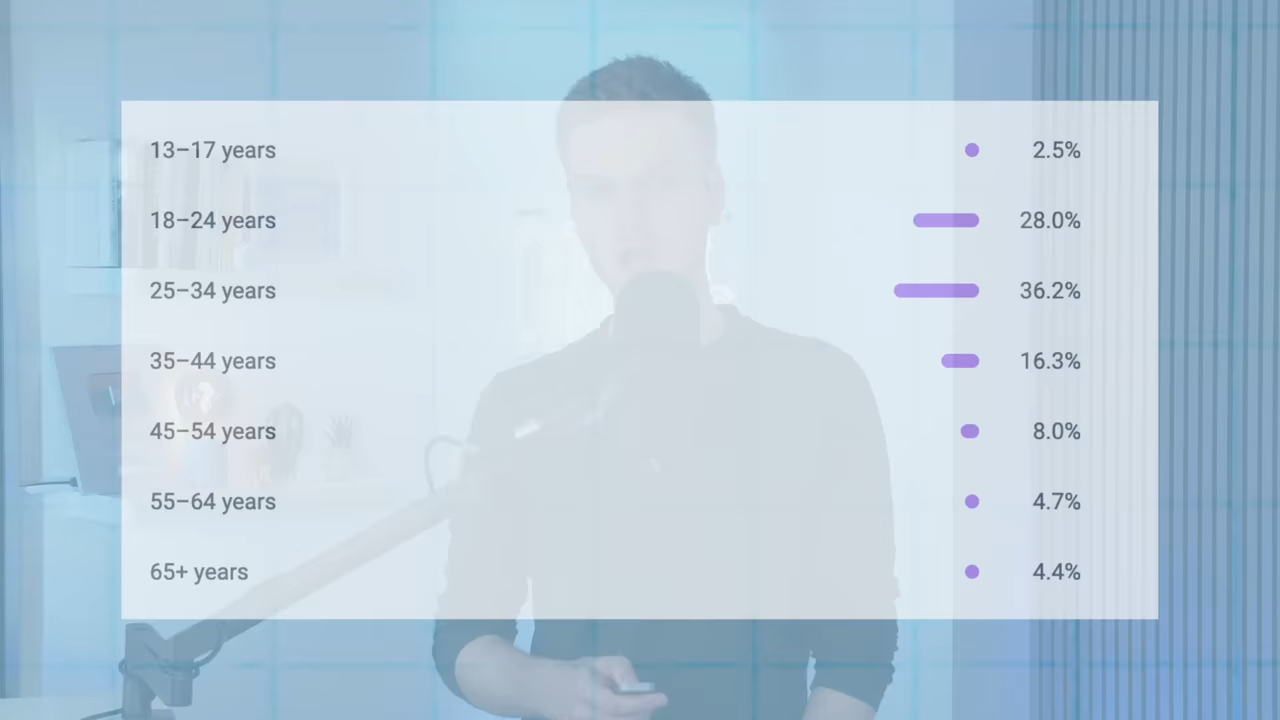 13–17 years 2.5%
18–24 years 28.0%
25–34 years 36.2%
35–44 years 16.3%
45–54 years 8.0%
55–64 years 4.7%
65+ years 4.4%